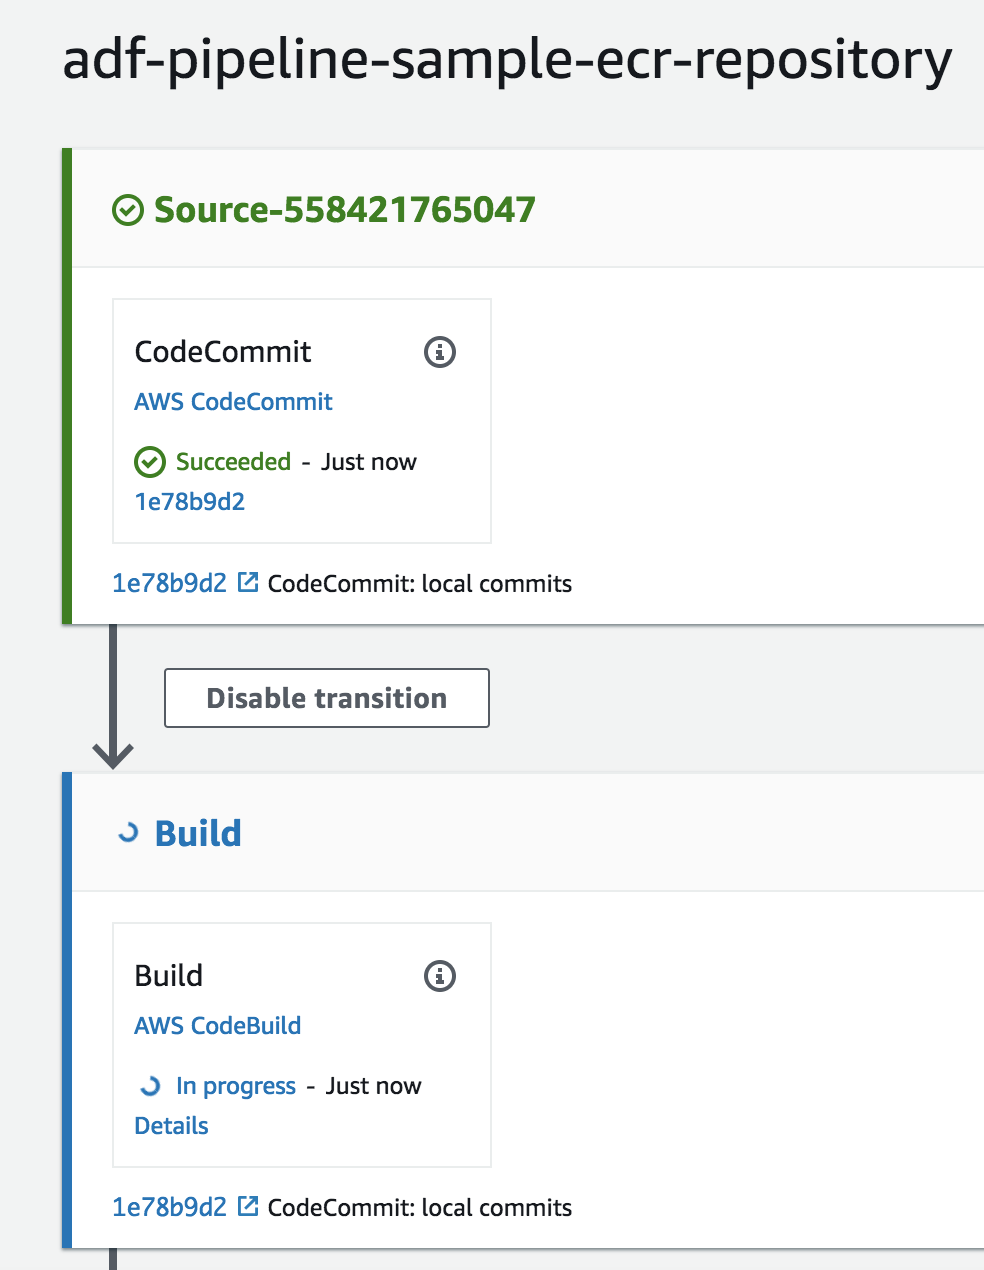 adf-pipeline-sample-ecr-repository
Source-558421765047
CodeCommit
AWS CodeCommit
Succeeded - Just now
1e78b9d2
1e78b9d2 CodeCommit: local commits
Disable transition
Build
Build
AWS CodeBuild
In progress - Just now
Details
1e78b9d2 CodeCommit: local commits